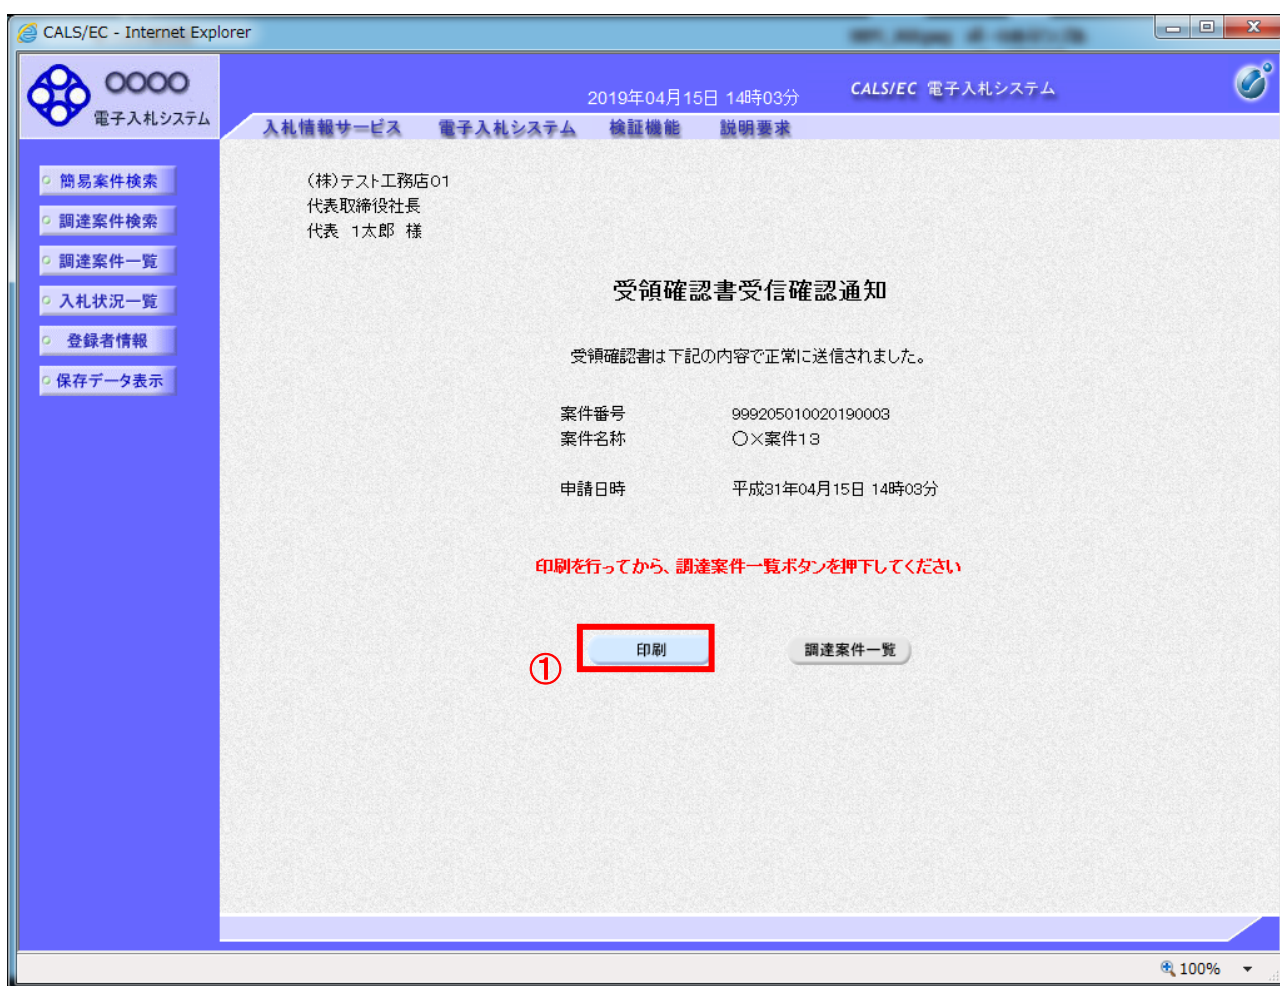 CALS/EC - Internet Explorer
OOOO
電子入札システム
2019年04月15日 14時03分
CALS/EC 電子入札システム
入札情報サービス 電子入札システム 検証機能 説明要求
簡易案件検索
調達案件検索
調達案件一覧
入札状況一覧
登録者情報
保存データ表示
(株)テスト工務店01
代表取締役社長
代表 1太郎 様
受領確認書受信確認通知
受領確認書は下記の内容で正常に送信されました。
案件番号 999205010020190003
案件名称 〇×案件13
申請日時 平成31年04月15日 14時03分
印刷を行ってから、調達案件一覧ボタンを押下してください
① 印刷 調達案件一覧
100%